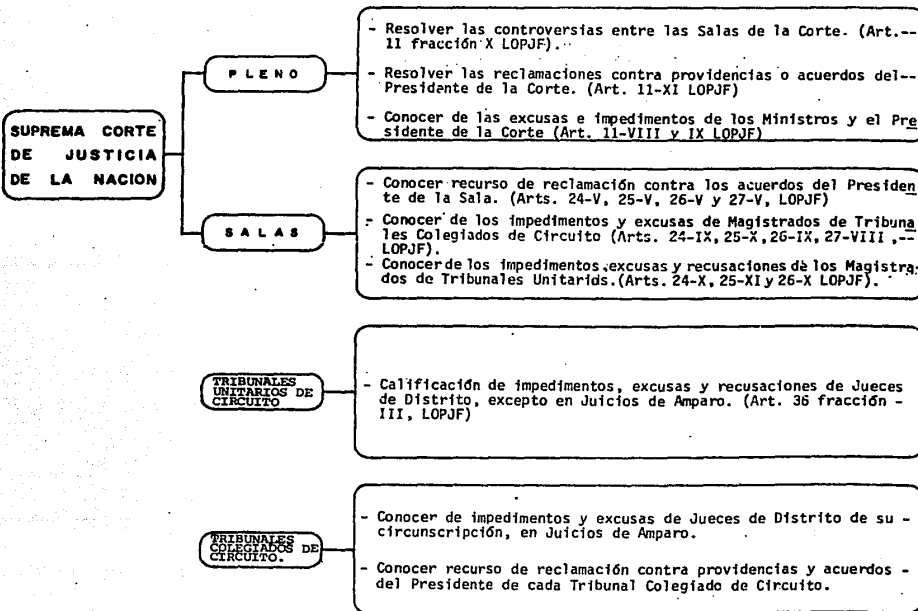 SUPREMA CORTE
DE JUSTICIA
DE LA NACION
PLENO
- Resolver las controversias entre las Salas de la Corte. (Art.--
11 fracción X LOPJF).
- Resolver las reclamaciones contra providencias o acuerdos del--
Presidente de la Corte. (Art. 11-XI LOPJF)
- Conocer de las excusas e impedimentos de los Ministros y el Pre
sidente de la Corte (Art. 11-VIII y IX LOPJF)
SALAS
- Conocer recurso de reclamación contra los acuerdos del Presiden
te de la Sala. (Arts. 24-V, 25-V, 26-V y 27-V, LOPJF)
- Conocer de los impedimentos y excusas de Magistrados de Tribuna
les Colegiados de Circuito (Arts. 24-IX, 25-X, 26-IX, 27-VIII ,--
LOPJF).
- Conocer de los impedimentos, excusas y recusaciones de los Magistra
dos de Tribunales Unitarios. (Arts. 24-X, 25-XI y 26-X LOPJF).
TRIBUNALES
UNITARIOS DE
CIRCUITO
- Calificación de impedimentos, excusas y recusaciones de Jueces
de Distrito, excepto en Juicios de Amparo. (Art. 36 fracción -
III, LOPJF)
TRIBUNALES
COLEGIADOS DE
CIRCUITO.
- Conocer de impedimentos y excusas de Jueces de Distrito de su -
circunscripción, en Juicios de Amparo.
- Conocer recurso de reclamación contra providencias y acuerdos -
del Presidente de cada Tribunal Colegiado de Circuito.